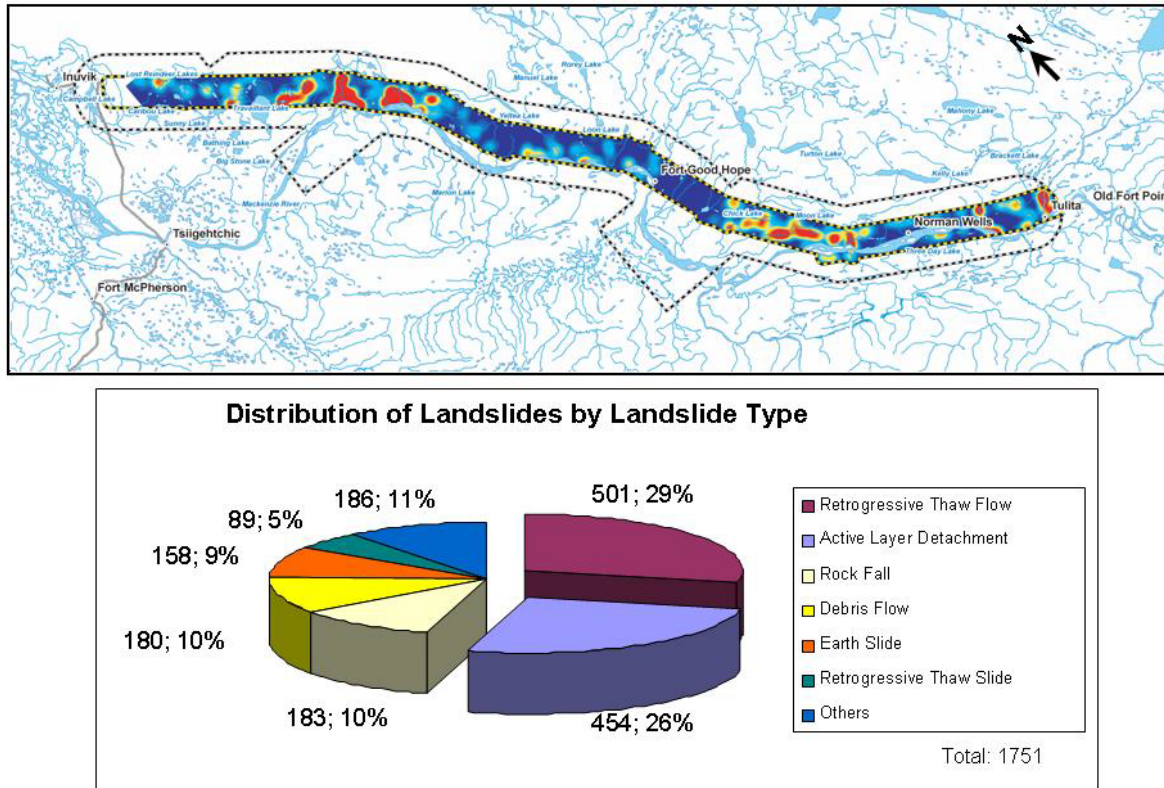 N
Inuvik
Lost Reindeer Lakes
Campbell Lake
Caribou Lake
Sunny Lake
Travaillant Lake
Bathing Lake
Big Stone Lake
Mackenzie River
Tsiigehtchic
Fort McPherson
Manuel Lake
Rorey Lake
Yeltea Lake
Loon Lake
Marion Lake
Fort Good Hope
Chick Lake
Moon Lake
Turton Lake
Kelly Lake
Mahony Lake
Brackett Lake
Norman Wells
Three Day Lake
Tulita
Old Fort Poin
Distribution of Landslides by Landslide Type
186; 11%
501; 29%
89; 5%
158; 9%
180; 10%
183; 10%
454; 26%
Retrogressive Thaw Flow
Active Layer Detachment
Rock Fall
Debris Flow
Earth Slide
Retrogressive Thaw Slide
Others
Total: 1751